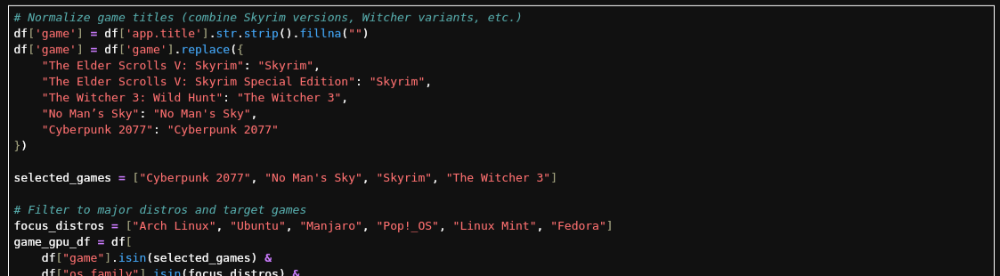 # Normalize game titles (combine Skyrim versions, Witcher variants, etc.)
df['game'] = df['app.title'].str.strip().fillna("")
df['game'] = df['game'].replace({
    "The Elder Scrolls V: Skyrim": "Skyrim",
    "The Elder Scrolls V: Skyrim Special Edition": "Skyrim",
    "The Witcher 3: Wild Hunt": "The Witcher 3",
    "No Man’s Sky": "No Man's Sky",
    "Cyberpunk 2077": "Cyberpunk 2077"
})

selected_games = ["Cyberpunk 2077", "No Man's Sky", "Skyrim", "The Witcher 3"]

# Filter to major distros and target games
focus_distros = ["Arch Linux", "Ubuntu", "Manjaro", "Pop!_OS", "Linux Mint", "Fedora"]
game_gpu_df = df[
    df["game"].isin(selected_games) &
    df["os_family"].isin(focus_distros) &